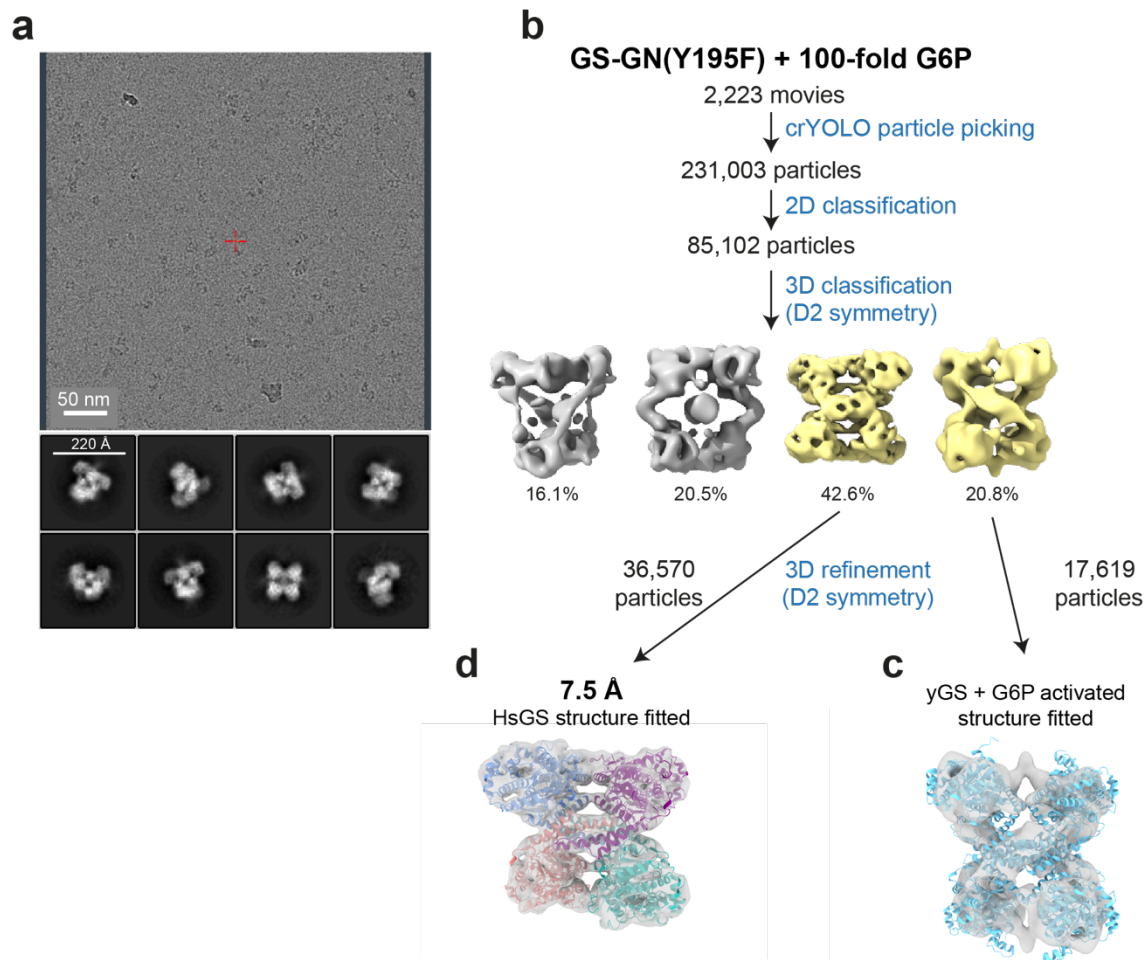 a
50 nm
220 Å
b
GS-GN(Y195F) + 100-fold G6P
2,223 movies
crYOLO particle picking
231,003 particles
2D classification
85,102 particles
3D classification
(D2 symmetry)
16.1%
20.5%
42.6%
20.8%
36,570
particles
3D refinement
(D2 symmetry)
17,619
particles
d
7.5 Å
HsGS structure fitted
c
yGS + G6P activated
structure fitted